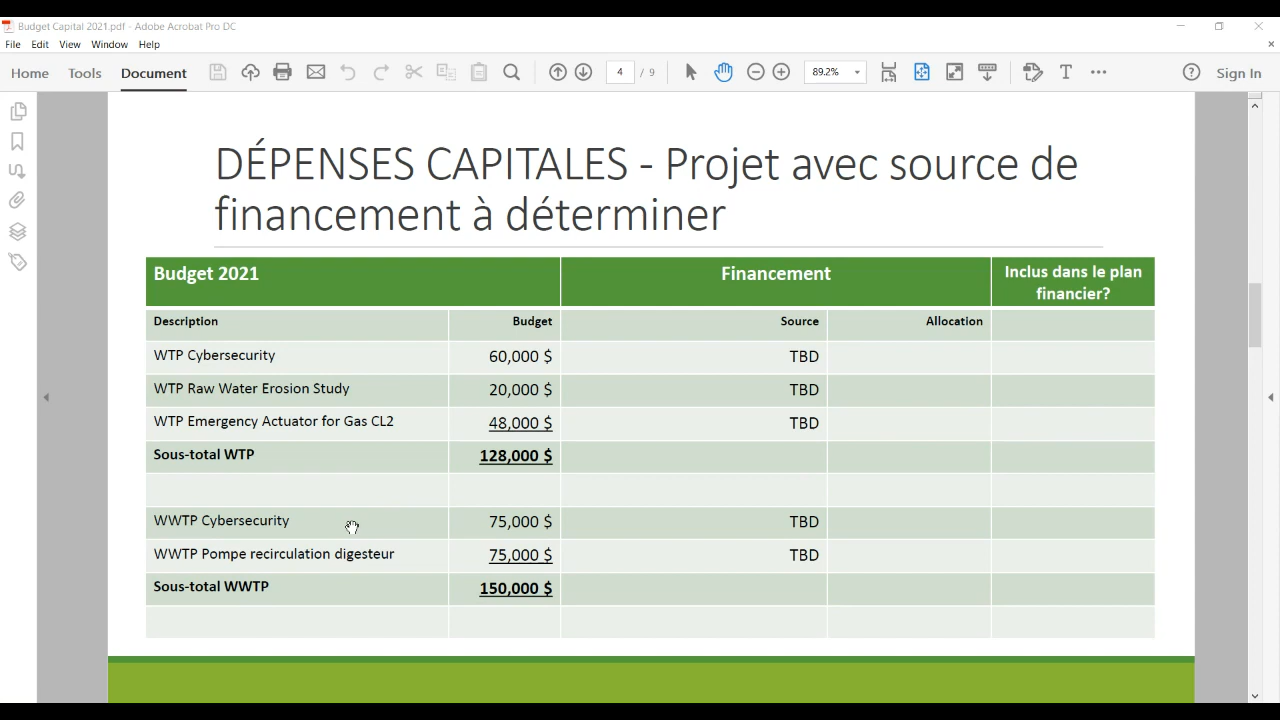 Budget Capital 2021.pdf - Adobe Acrobat Pro DC
File Edit View Window Help
Home Tools Document 4 / 9 89.2% Sign In
DÉPENSES CAPITALES - Projet avec source de
financement à déterminer
Budget 2021 Financement Inclus dans le plan
financier?
Description Budget Source Allocation
WTP Cybersecurity 60,000 $ TBD
WTP Raw Water Erosion Study 20,000 $ TBD
WTP Emergency Actuator for Gas CL2 48,000 $ TBD
Sous-total WTP 128,000 $
WWTP Cybersecurity 75,000 $ TBD
WWTP Pompe recirculation digesteur 75,000 $ TBD
Sous-total WWTP 150,000 $